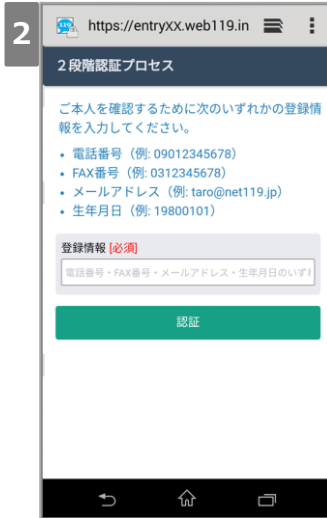 2
https://entryXX.web119.in
２段階認証プロセス
ご本人を確認するために次のいずれかの登録情
報を入力してください。
・ 電話番号（例: 09012345678）
・ FAX番号（例: 0312345678）
・ メールアドレス（例: taro@net119.jp）
・ 生年月日（例: 19800101）
登録情報 [必須]
電話番号・FAX番号・メールアドレス・生年月日のいずれ
認証